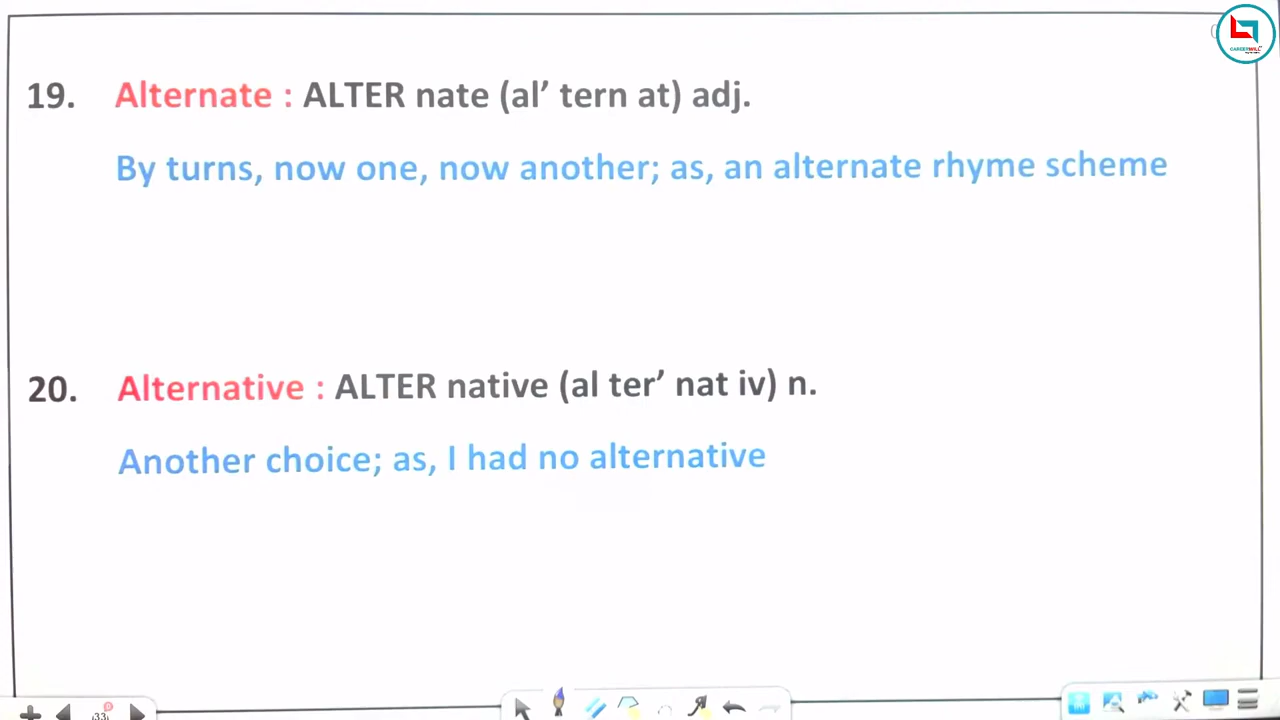 19. Alternate : ALTER nate (al’ tern at) adj.
By turns, now one, now another; as, an alternate rhyme scheme
20. Alternative : ALTER native (al ter’ nat iv) n.
Another choice; as, I had no alternative
33